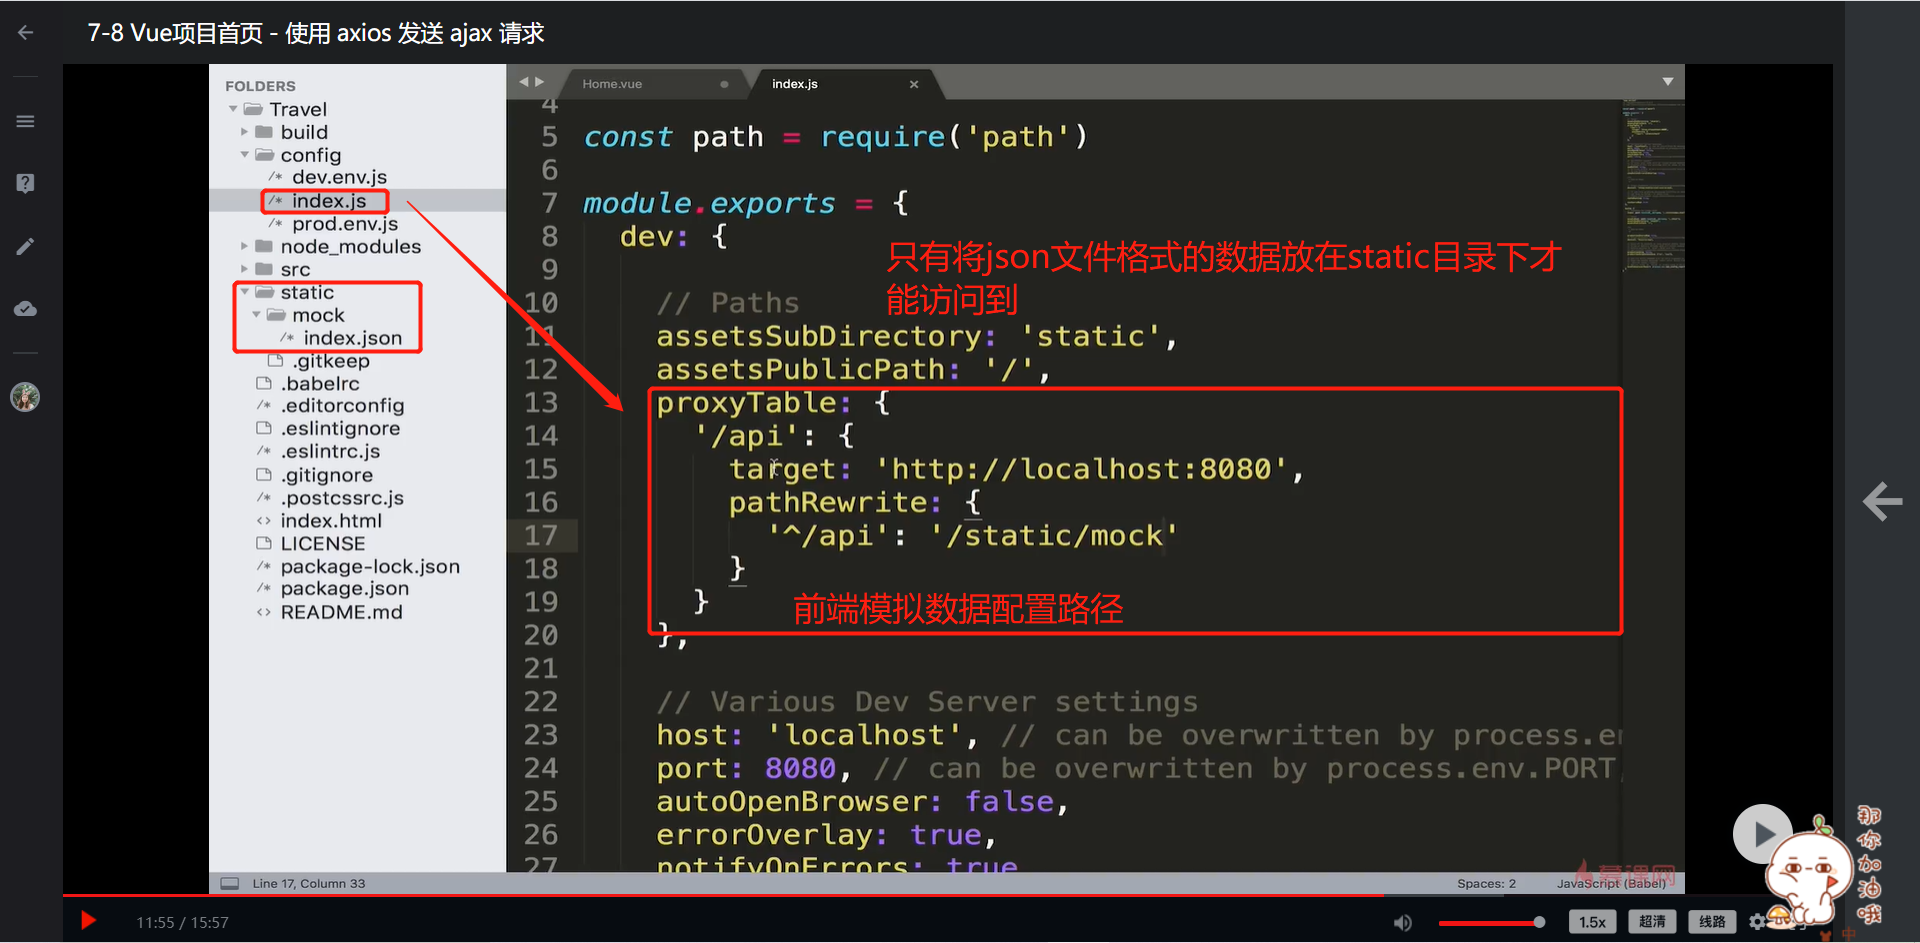 7-8 Vue项目首页 - 使用 axios 发送 ajax 请求
FOLDERS
Travel
build
config
/* dev.env.js
/* index.js
/* prod.env.js
node_modules
src
static
mock
/* index.json
.gitkeep
.babelrc
/* .editorconfig
.eslintignore
/* .eslintrc.js
.gitignore
/* .postcssrc.js
<> index.html
LICENSE
/* package-lock.json
/* package.json
<> README.md
Home.vue
index.js
4
5 const path = require('path')
6
7 module.exports = {
8 dev: {
9
只有将json文件格式的数据放在static目录下才
能访问到
10 // Paths
11 assetsSubDirectory: 'static',
12 assetsPublicPath: '/',
13 proxyTable: {
14 '/api': {
15 target: 'http://localhost:8080',
16 pathRewrite: {
17 '^/api': '/static/mock'
18 }
19 }
前端模拟数据配置路径
20 },
21
22 // Various Dev Server settings
23 host: 'localhost', // can be overwritten by process.en
24 port: 8080, // can be overwritten by process.env.PORT,
25 autoOpenBrowser: false,
26 errorOverlay: true,
27 notifyOnErrors: true
慕课网
Line 17, Column 33
Spaces: 2
JavaScript (Babel)
11:55 / 15:57
1.5x
超清
线路
那你加油哦
中